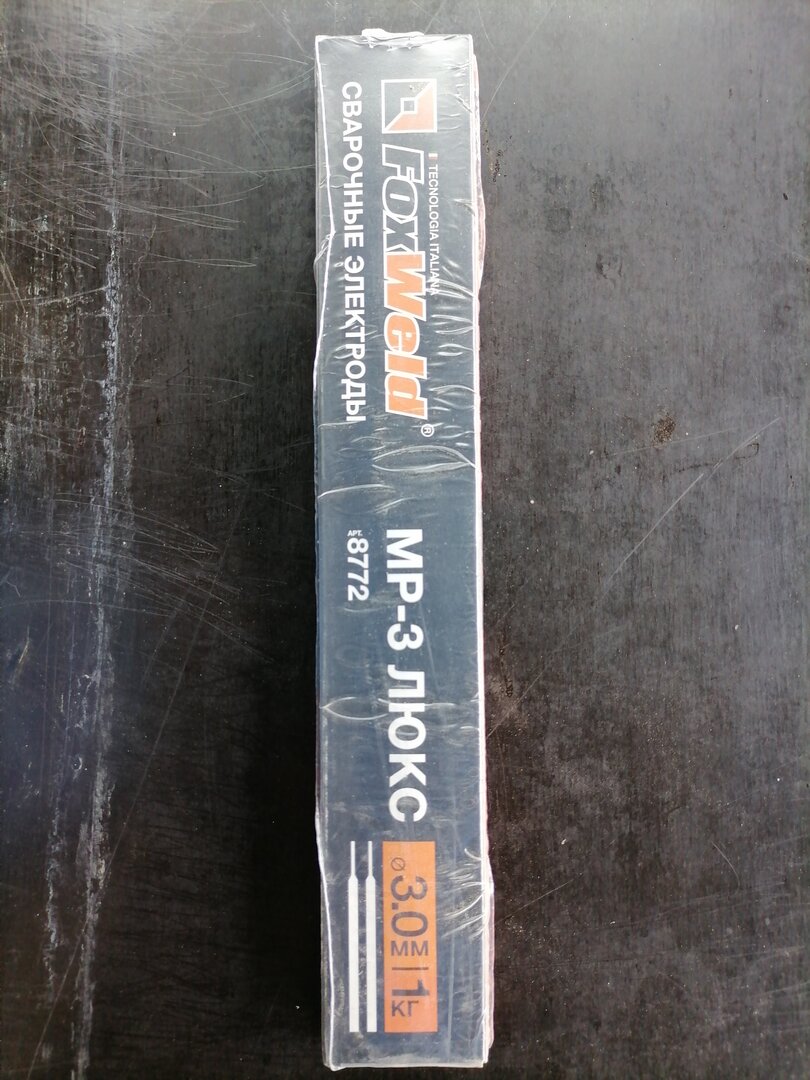 TECNOLOGIA ITALIANA
FoxWeld®
СВАРОЧНЫЕ ЭЛЕКТРОДЫ
МР-3 ЛЮКС
АРТ. 8772
⌀ 3.0 ММ | 1 КГ